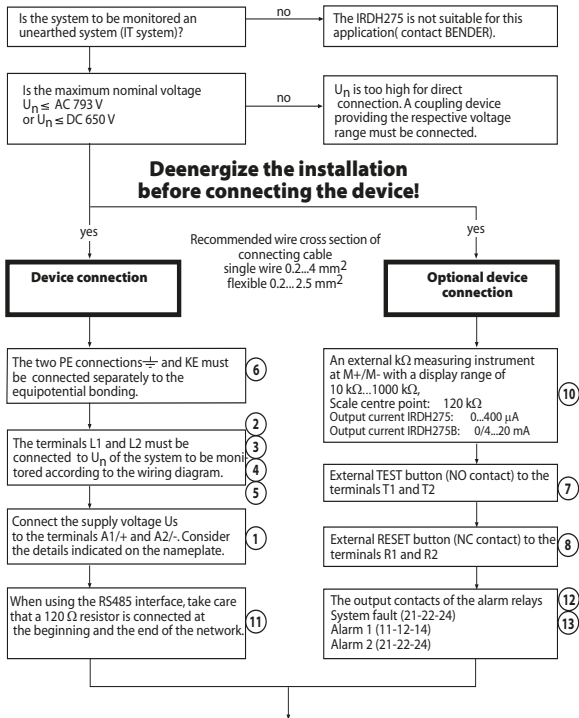 Is the system to be monitored an
unearthed system (IT system)?
no
The IRDH275 is not suitable for this
application( contact BENDER).
Is the maximum nominal voltage
Un ≤ AC 793 V
or Un ≤ DC 650 V
no
Un is too high for direct
connection. A coupling device
providing the respective voltage
range must be connected.
Deenergize the installation
before connecting the device!
yes
Recommended wire cross section of
connecting cable
single wire 0.2...4 mm2
flexible 0.2... 2.5 mm2
yes
Device connection
The two PE connections ⏚ and KE must
be connected separately to the
equipotential bonding.
6
The terminals L1 and L2 must be
connected to Un of the system to be moni-
tored according to the wiring diagram.
2
3
4
5
Connect the supply voltage Us
to the terminals A1/+ and A2/-. Consider
the details indicated on the nameplate.
1
When using the RS485 interface, take care
that a 120 Ω resistor is connected at
the beginning and the end of the network.
11
Optional device
connection
An external kΩ measuring instrument
at M+/M- with a display range of
10 kΩ...1000 kΩ,
Scale centre point: 120 kΩ
Output current IRDH275: 0...400 µA
Output current IRDH275B: 0/4...20 mA
10
External TEST button (NO contact) to the
terminals T1 and T2
7
External RESET button (NC contact) to the
terminals R1 and R2
8
The output contacts of the alarm relays
System fault (21-22-24)
Alarm 1 (11-12-14)
Alarm 2 (21-22-24)
12
13